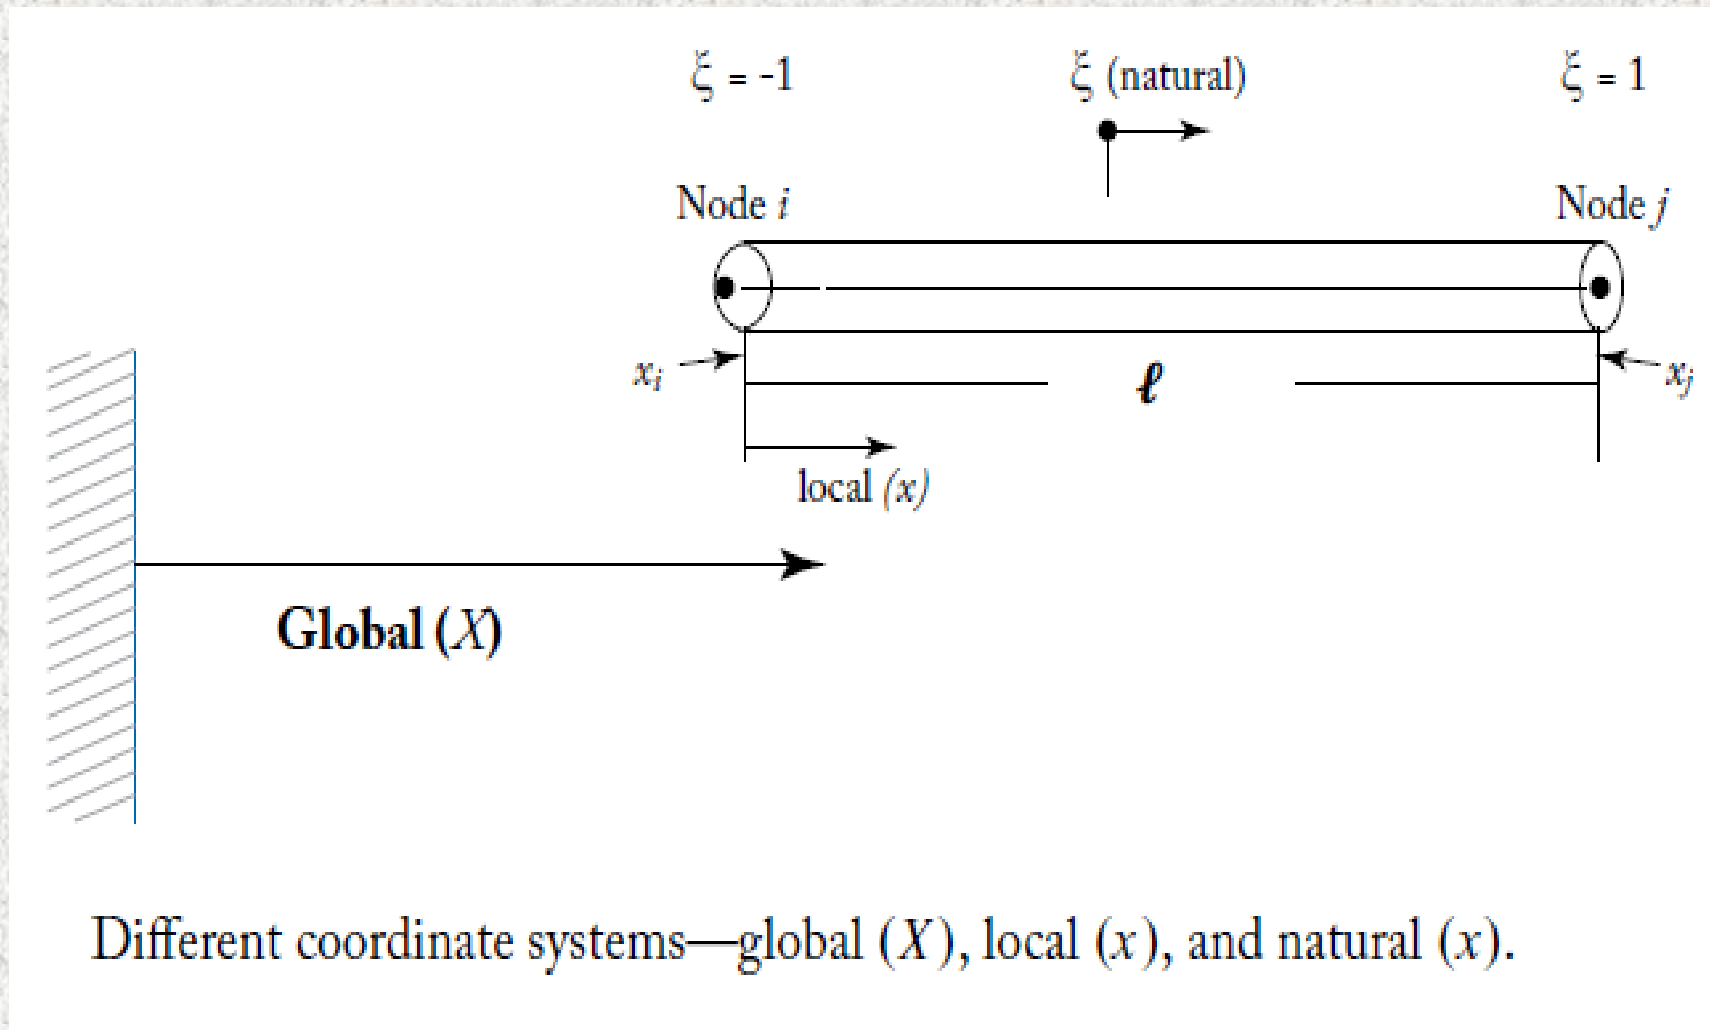 ξ = -1 ξ (natural) ξ = 1
Node i Node j
xᵢ ℓ xⱼ
local (x)
Global (X)
Different coordinate systems—global (X), local (x), and natural (x).